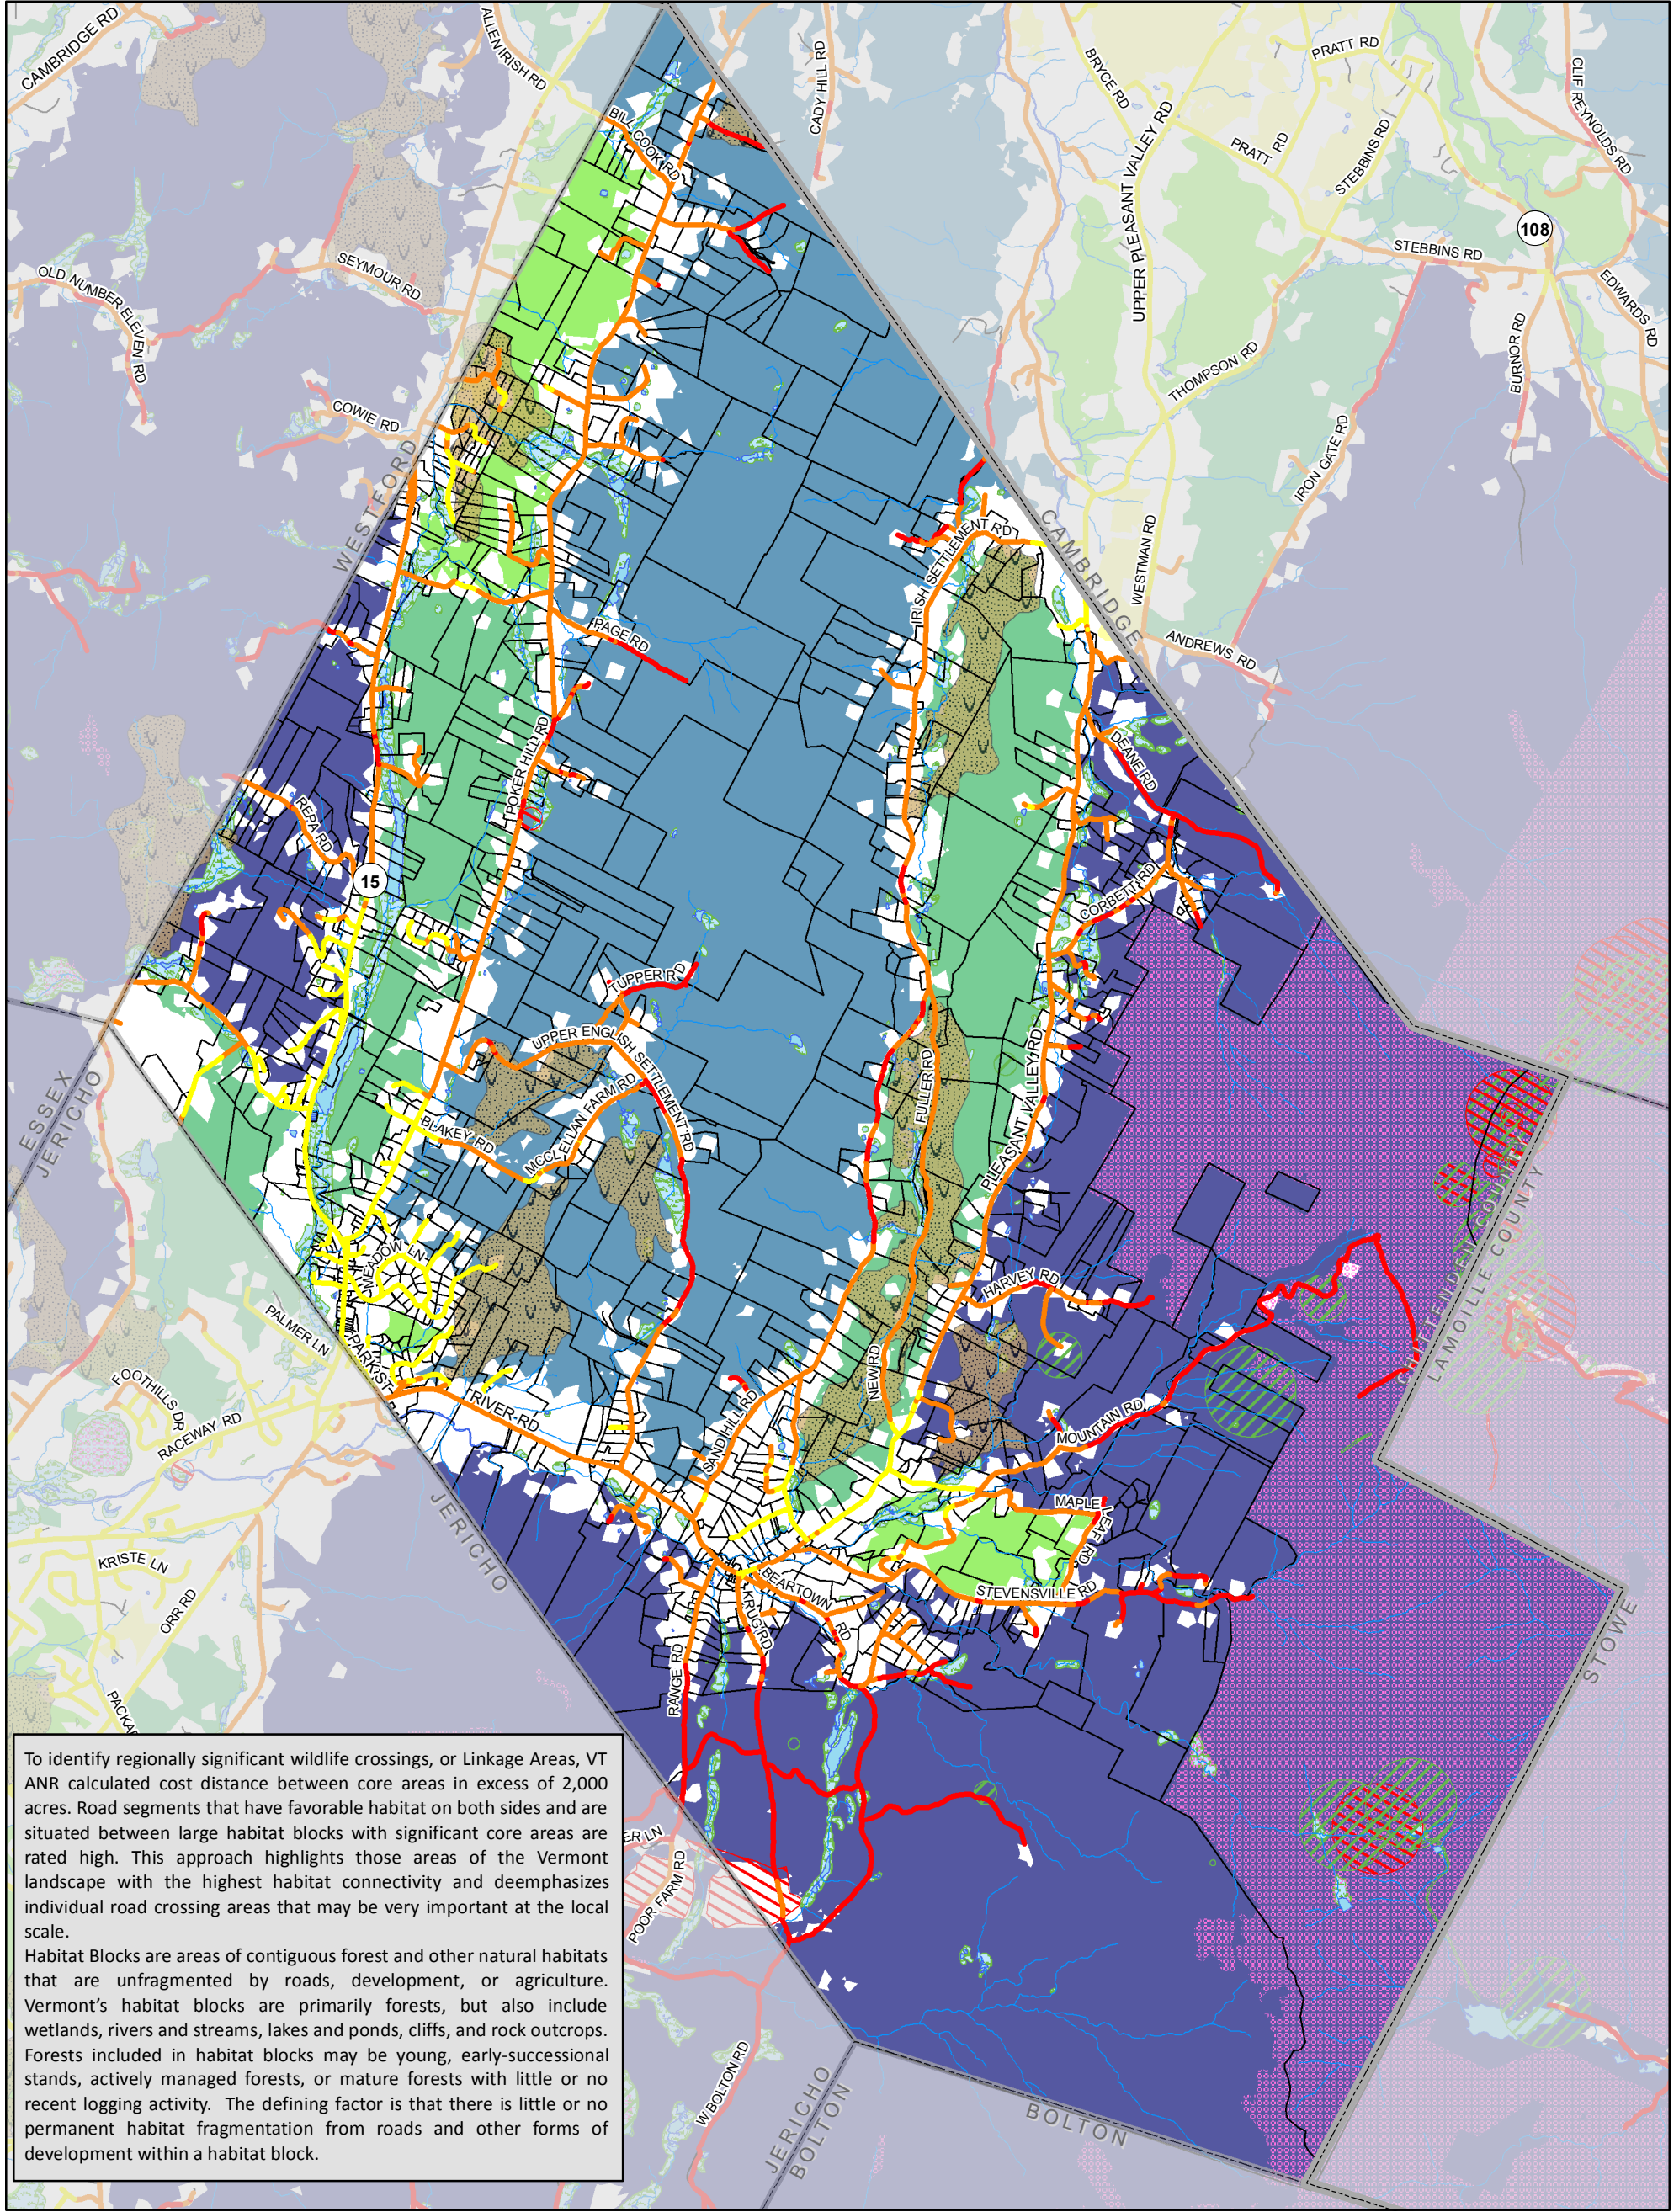 CAMBRIDGE RD
ALLEN IRISH RD
CADY HILL RD
BRYCE RD
PRATT RD
CLIF REYNOLDS RD
BILL COOK RD
UPPER PLEASANT VALLEY RD
PRATT RD
STEBBINS RD
108
STEBBINS RD
EDWARDS RD
SEYMOUR RD
OLD NUMBER ELEVEN RD
BURNOR RD
THOMPSON RD
COWIE RD
WESTFORD
IRON GATE RD
CAMBRIDGE
WESTMAN RD
IRISH SETTLEMENT RD
PAGE RD
ANDREWS RD
POKER HILL RD
DEANE RD
REPA RD
15
CORBETT RD
TUPPER RD
UPPER ENGLISH SETTLEMENT RD
FULLER RD
PLEASANT VALLEY RD
ESSEX
JERICHO
BLAKEY RD
MCCLELLAN FARM RD
CHITTENDEN COUNTY
LAMOILLE COUNTY
MEADOW LN
HARVEY RD
PALMER LN
PARK ST
NEW RD
FOOTHILLS DR
RACEWAY RD
RIVER RD
SAND HILL RD
MOUNTAIN RD
JERICHO
MAPLE LEAF RD
KRISTE LN
ORR RD
BEARTOWN RD
KRUG RD
STEVENSVILLE RD
RANGE RD
STOWE
To identify regionally significant wildlife crossings, or Linkage Areas, VT
ANR calculated cost distance between core areas in excess of 2,000
acres. Road segments that have favorable habitat on both sides and are
situated between large habitat blocks with significant core areas are
rated high. This approach highlights those areas of the Vermont
landscape with the highest habitat connectivity and deemphasizes
individual road crossing areas that may be very important at the local
scale.
Habitat Blocks are areas of contiguous forest and other natural habitats
that are unfragmented by roads, development, or agriculture.
Vermont's habitat blocks are primarily forests, but also include
wetlands, rivers and streams, lakes and ponds, cliffs, and rock outcrops.
Forests included in habitat blocks may be young, early-successional
stands, actively managed forests, or mature forests with little or no
recent logging activity. The defining factor is that there is little or no
permanent habitat fragmentation from roads and other forms of
development within a habitat block.
ER LN
POOR FARM RD
W BOLTON RD
JERICHO
BOLTON
BOLTON